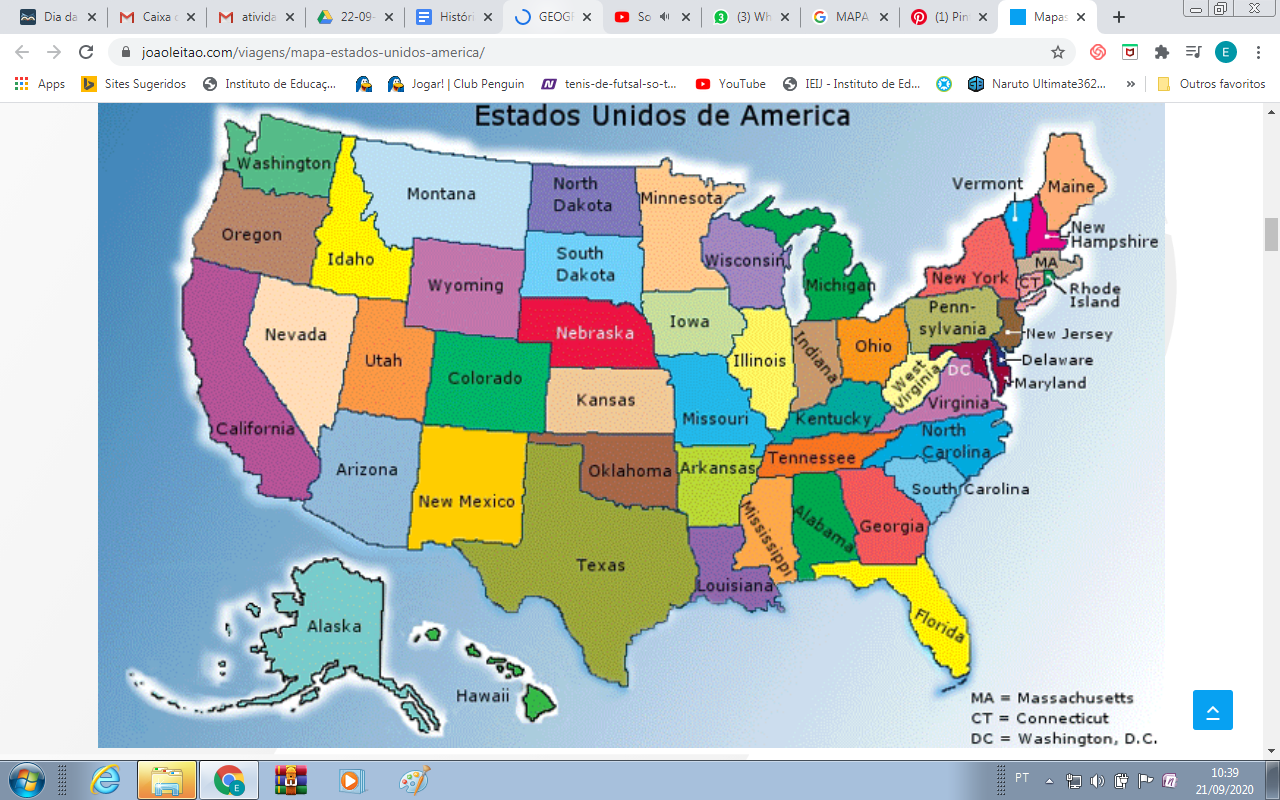 Dia da
Caixa
ativida
22-09-
Históri
GEOGI
So
(3) Wh
MAPA
(1) Pin
Mapas
joaoleitao.com/viagens/mapa-estados-unidos-america/
E
Apps
Sites Sugeridos
Instituto de Educaç...
Jogar! | Club Penguin
tenis-de-futsal-so-t...
YouTube
IEIJ - Instituto de Ed...
Naruto Ultimate362...
»
Outros favoritos
Estados Unidos de America
Washington
Montana
North
Dakota
Minnesota
Vermont
Maine
Oregon
Idaho
Wyoming
South
Dakota
Wisconsin
Michigan
New York
New
Hampshire
MA
CT
Rhode
Island
Nevada
Utah
Colorado
Nebraska
Iowa
Illinois
Indiana
Ohio
Penn-
sylvania
New Jersey
Delaware
Maryland
DC
West
Virginia
Virginia
California
Kansas
Missouri
Kentucky
Arizona
New Mexico
Oklahoma
Arkansas
Tennessee
North
Carolina
South Carolina
Texas
Louisiana
Mississippi
Alabama
Georgia
Florida
Alaska
Hawaii
MA = Massachusetts
CT = Connecticut
DC = Washington, D.C.
E
PT
10:39
21/09/2020